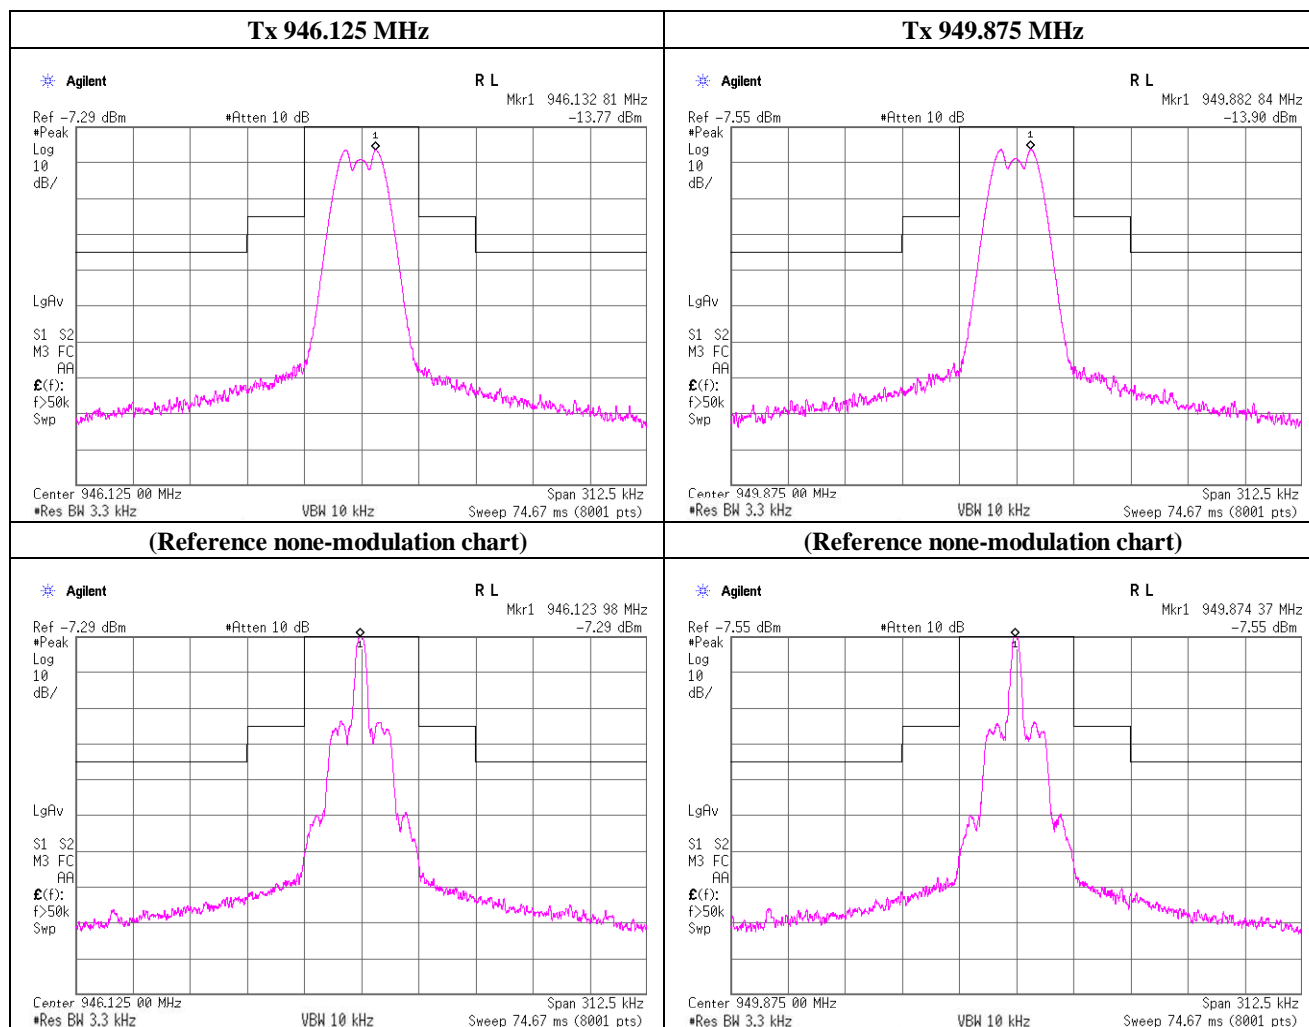 Tx 946.125 MHz
Tx 949.875 MHz
Agilent
R L
Mkr1 946.132 81 MHz
Ref -7.29 dBm
#Atten 10 dB
-13.77 dBm
#Peak
Log
10
dB/
1
LgAv
S1 S2
M3 FC
AA
£(f):
f>50k
Swp
Center 946.125 00 MHz
Span 312.5 kHz
#Res BW 3.3 kHz
VBW 10 kHz
Sweep 74.67 ms (8001 pts)
Agilent
R L
Mkr1 949.882 84 MHz
Ref -7.55 dBm
#Atten 10 dB
-13.90 dBm
#Peak
Log
10
dB/
1
LgAv
S1 S2
M3 FC
AA
£(f):
f>50k
Swp
Center 949.875 00 MHz
Span 312.5 kHz
#Res BW 3.3 kHz
VBW 10 kHz
Sweep 74.67 ms (8001 pts)
(Reference none-modulation chart)
(Reference none-modulation chart)
Agilent
R L
Mkr1 946.123 98 MHz
Ref -7.29 dBm
#Atten 10 dB
-7.29 dBm
#Peak
Log
10
dB/
1
LgAv
S1 S2
M3 FC
AA
£(f):
f>50k
Swp
Center 946.125 00 MHz
Span 312.5 kHz
#Res BW 3.3 kHz
VBW 10 kHz
Sweep 74.67 ms (8001 pts)
Agilent
R L
Mkr1 949.874 37 MHz
Ref -7.55 dBm
#Atten 10 dB
-7.55 dBm
#Peak
Log
10
dB/
1
LgAv
S1 S2
M3 FC
AA
£(f):
f>50k
Swp
Center 949.875 00 MHz
Span 312.5 kHz
#Res BW 3.3 kHz
VBW 10 kHz
Sweep 74.67 ms (8001 pts)